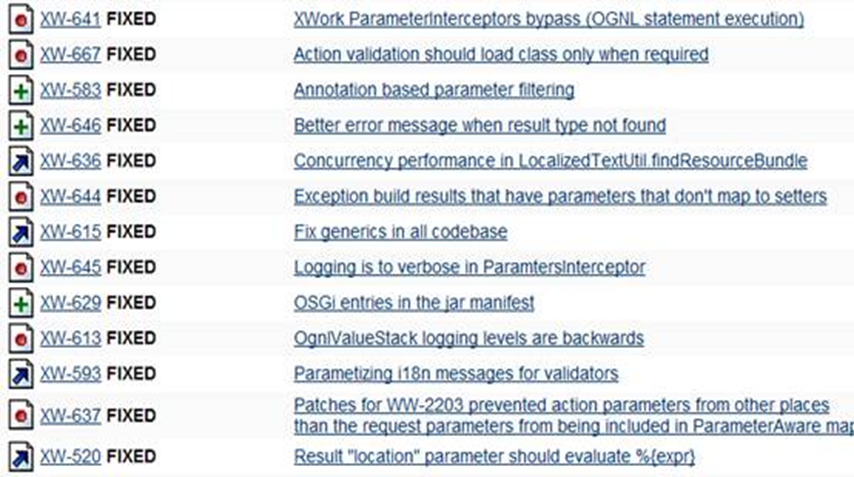 XW-641 FIXED XWork ParameterInterceptors bypass (OGNL statement execution)
XW-667 FIXED Action validation should load class only when required
XW-583 FIXED Annotation based parameter filtering
XW-646 FIXED Better error message when result type not found
XW-636 FIXED Concurrency performance in LocalizedTextUtil.findResourceBundle
XW-644 FIXED Exception build results that have parameters that don't map to setters
XW-615 FIXED Fix generics in all codebase
XW-645 FIXED Logging is to verbose in ParamtersInterceptor
XW-629 FIXED OSGi entries in the jar manifest
XW-613 FIXED OgnlValueStack logging levels are backwards
XW-593 FIXED Parametizing i18n messages for validators
XW-637 FIXED Patches for WW-2203 prevented action parameters from other places
than the request parameters from being included in ParameterAware map
XW-520 FIXED Result "location" parameter should evaluate %{expr}